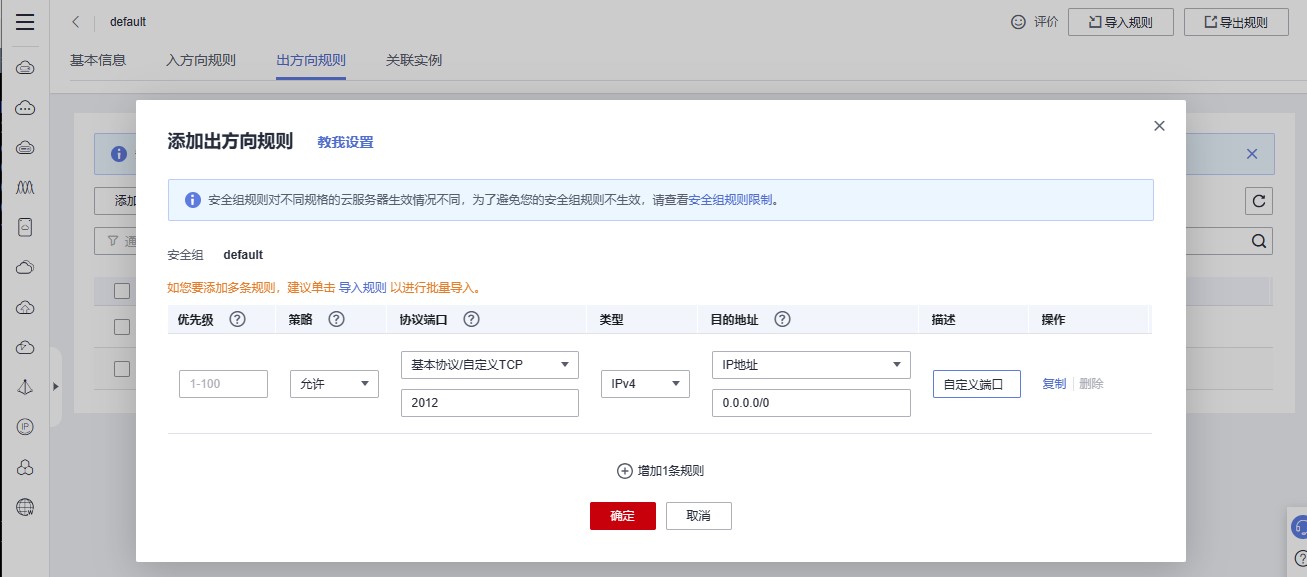 default
评价
导入规则
导出规则
基本信息
入方向规则
出方向规则
关联实例
添加出方向规则
教我设置
安全组规则对不同规格的云服务器生效情况不同，为了避免您的安全组规则不生效，请查看安全组规则限制。
添加
通
安全组 default
如您要添加多条规则，建议单击 导入规则 以进行批量导入。
优先级 策略 协议端口 类型 目的地址 描述 操作
基本协议/自定义TCP IP地址
1-100 允许 IPv4 自定义端口 复制 删除
2012 0.0.0.0/0
增加1条规则
确定 取消
IP